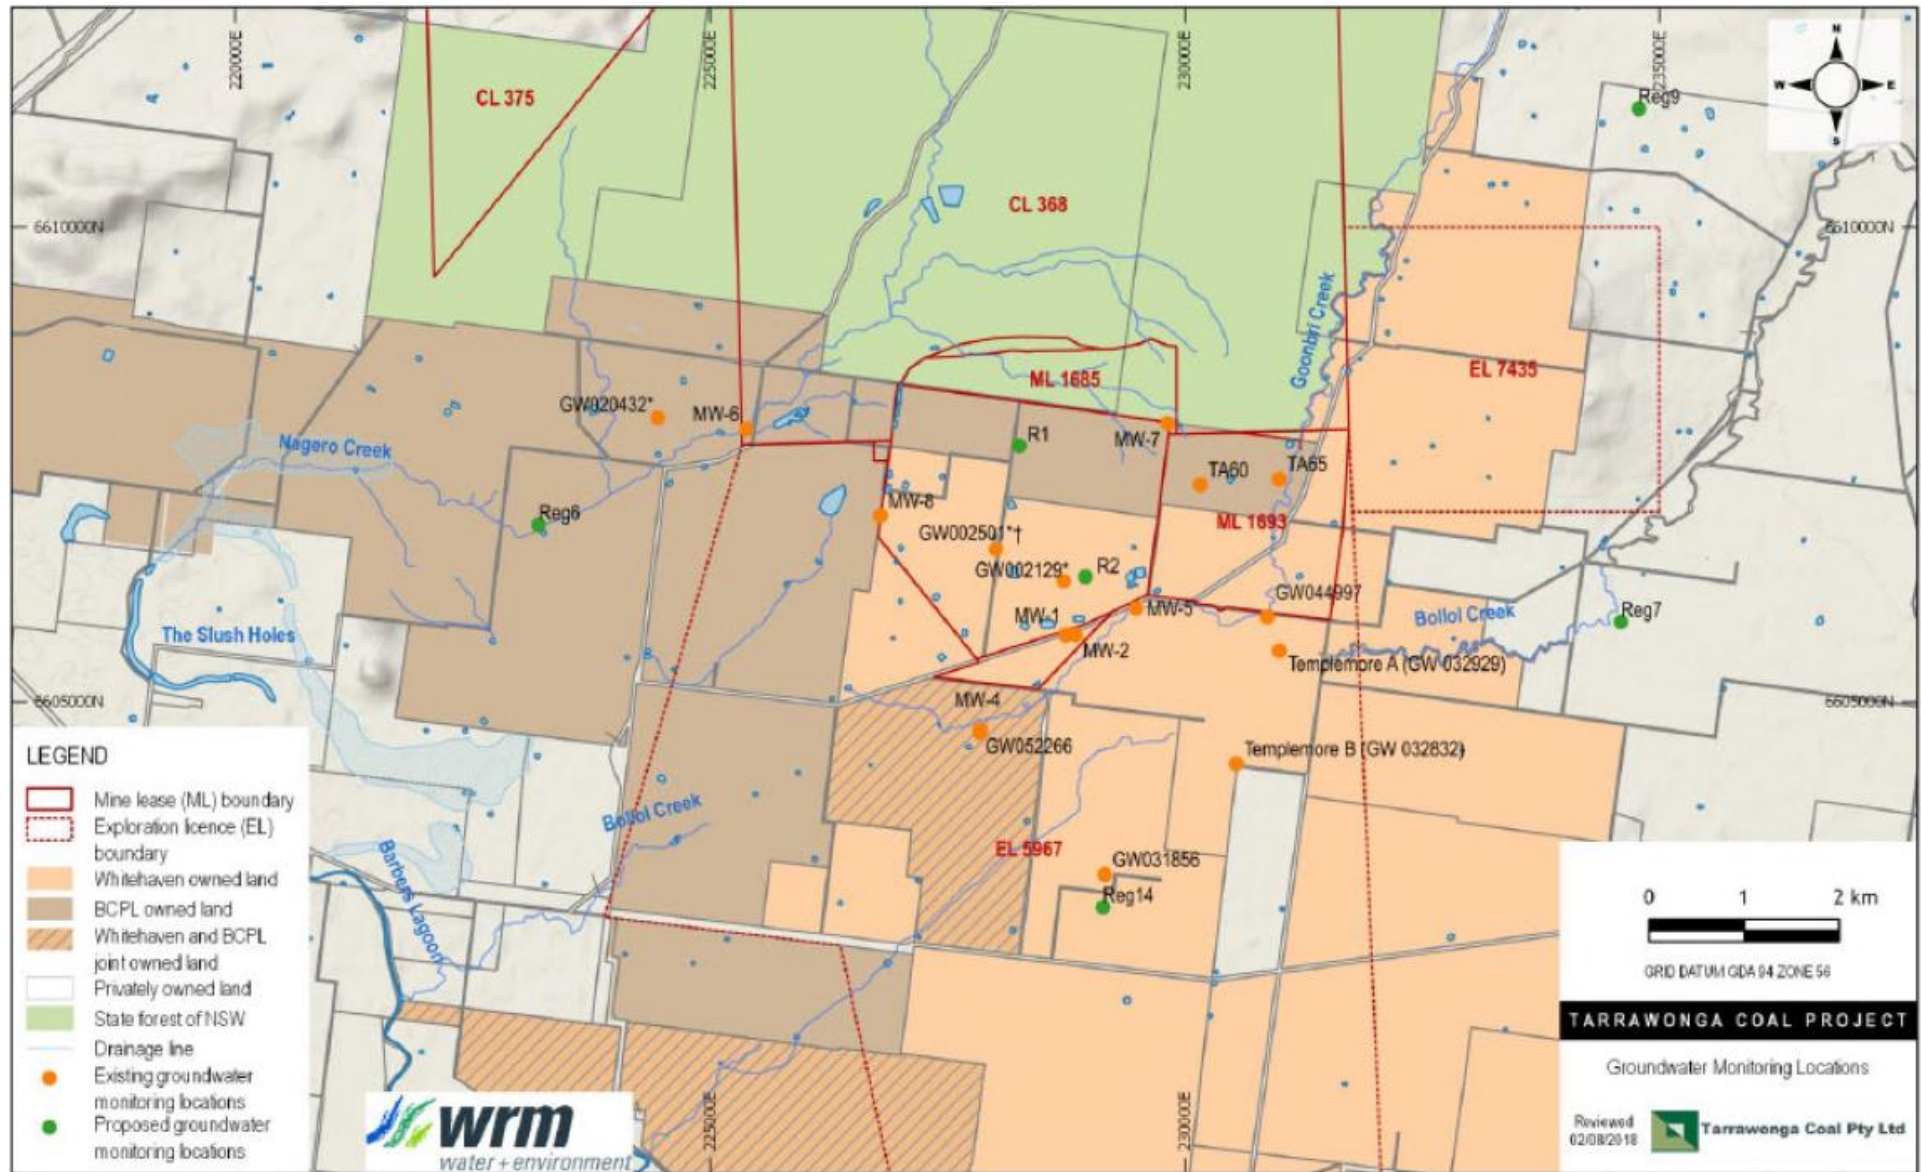 220000E
225000E
230000E
235000E
N
W
E
S
CL 375
Reg9
CL 368
6610000N
6610000N
Goonbri Creek
EL 7435
ML 1685
GW020432*
MW-6
R1
MW-7
Nagero Creek
TA60
TA65
Reg6
MW-8
ML 1693
GW002501*†
GW002129*
R2
GW044997
MW-1
MW-5
Bollol Creek
Reg7
The Slush Holes
MW-2
Templemore A (GW 032929)
6605000N
MW-4
6605000N
GW052266
Templemore B (GW 032832)
Bollol Creek
EL 5967
GW031856
Barbers Lagoon
Reg14
LEGEND
Mine lease (ML) boundary
Exploration licence (EL)
boundary
Whitehaven owned land
BCPL owned land
Whitehaven and BCPL
joint owned land
Privately owned land
State forest of NSW
Drainage line
Existing groundwater
monitoring locations
Proposed groundwater
monitoring locations
225000E
230000E
wrm
water + environment
0 1 2 km
GRID DATUM GDA 94 ZONE 56
TARRAWONGA COAL PROJECT
Groundwater Monitoring Locations
Reviewed
02/08/2018
Tarrawonga Coal Pty Ltd